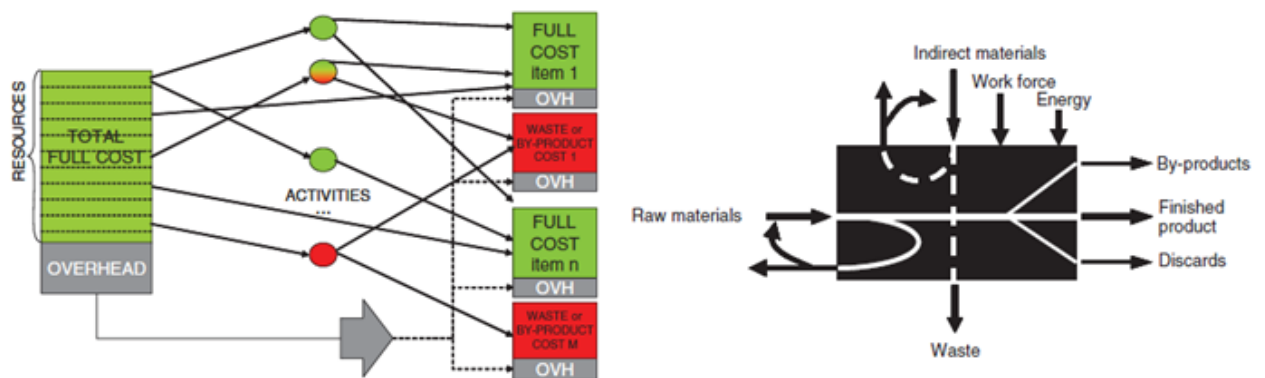 RESOURCES
TOTAL
FULL COST
OVERHEAD
ACTIVITIES
...
FULL
COST
item 1
OVH
WASTE or
BY-PRODUCT
COST 1
OVH
FULL
COST
item n
OVH
WASTE or
BY-PRODUCT
COST M
OVH
Indirect materials
Work force
Energy
Raw materials
By-products
Finished
product
Discards
Waste